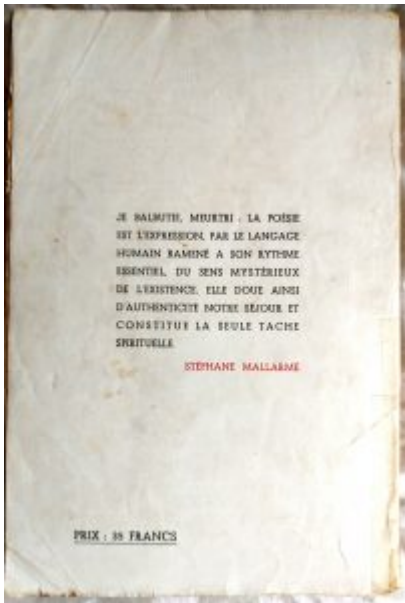 JE BALBUTIE, MEURTRI : LA POÉSIE
EST L'EXPRESSION, PAR LE LANGAGE
HUMAIN RAMENÉ A SON RYTHME
ESSENTIEL, DU SENS MYSTÉRIEUX
DE L'EXISTENCE. ELLE DOUE AINSI
D'AUTHENTICITÉ NOTRE SÉJOUR ET
CONSTITUE LA SEULE TACHE
SPIRITUELLE.
STÉPHANE MALLARMÉ
PRIX : FRANCS